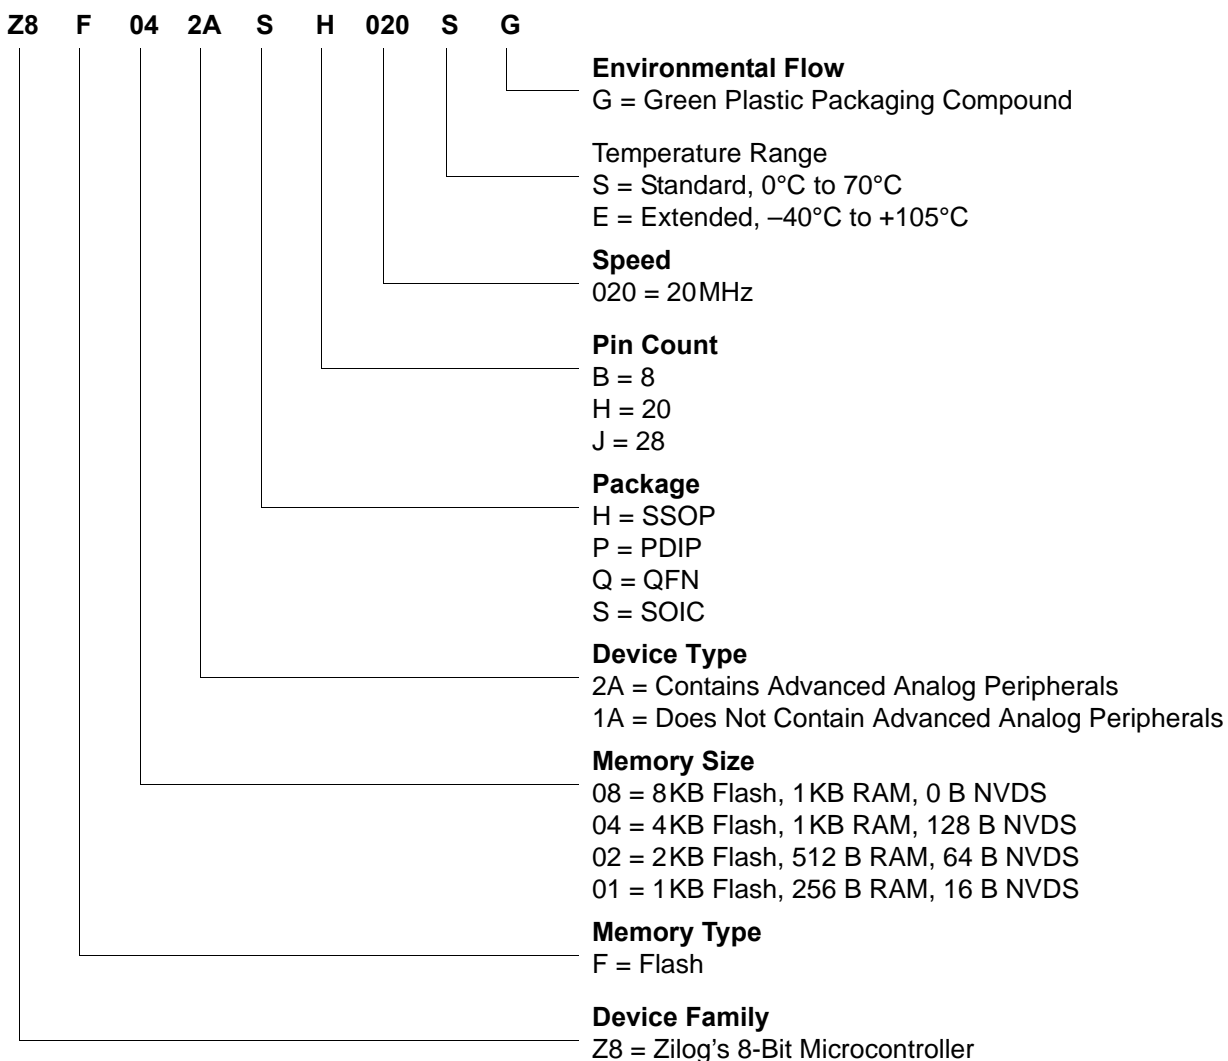 Z8 F 04 2A S H 020 S G
Environmental Flow
G = Green Plastic Packaging Compound
Temperature Range
S = Standard, 0°C to 70°C
E = Extended, –40°C to +105°C
Speed
020 = 20MHz
Pin Count
B = 8
H = 20
J = 28
Package
H = SSOP
P = PDIP
Q = QFN
S = SOIC
Device Type
2A = Contains Advanced Analog Peripherals
1A = Does Not Contain Advanced Analog Peripherals
Memory Size
08 = 8KB Flash, 1KB RAM, 0 B NVDS
04 = 4KB Flash, 1KB RAM, 128 B NVDS
02 = 2KB Flash, 512 B RAM, 64 B NVDS
01 = 1KB Flash, 256 B RAM, 16 B NVDS
Memory Type
F = Flash
Device Family
Z8 = Zilog's 8-Bit Microcontroller